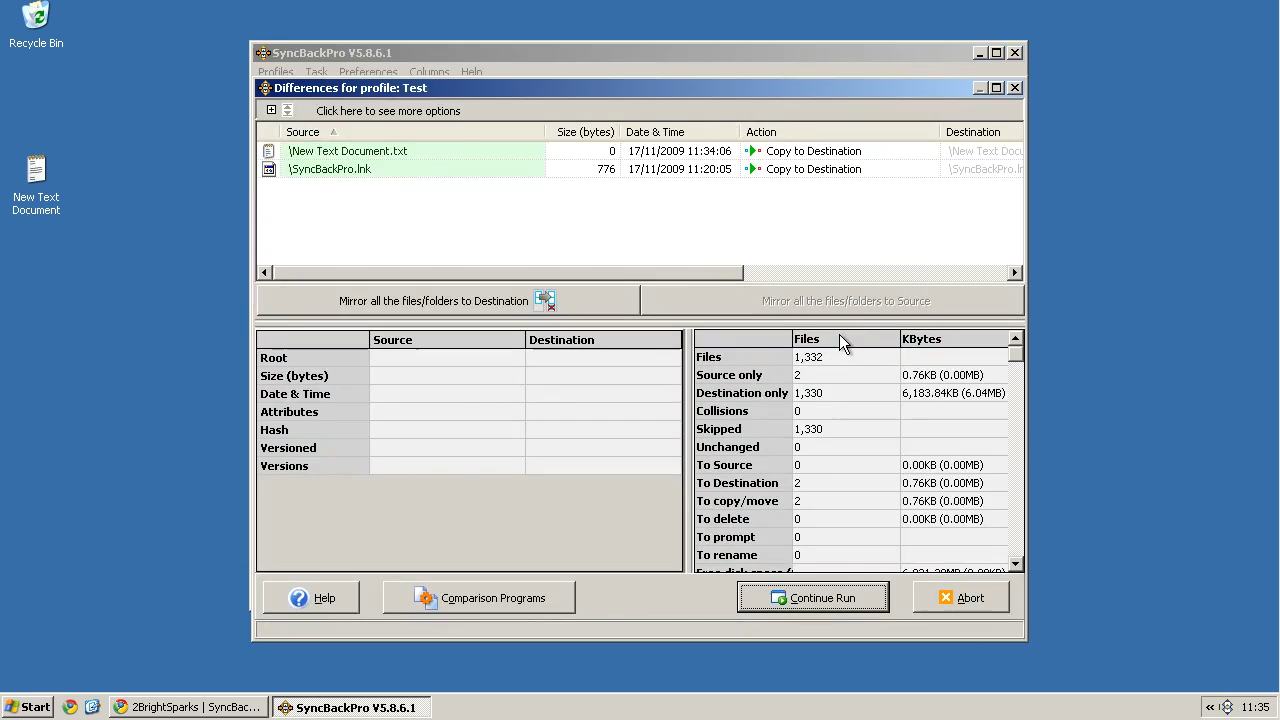 Recycle Bin
New Text
Document
SyncBackPro V5.8.6.1
Profiles Task Preferences Columns Help
Differences for profile: Test
Click here to see more options
Source Size (bytes) Date & Time Action Destination
\New Text Document.txt 0 17/11/2009 11:34:06 Copy to Destination \New Text Docu
\SyncBackPro.lnk 776 17/11/2009 11:20:05 Copy to Destination \SyncBackPro.ln
Mirror all the files/folders to Destination Mirror all the files/folders to Source
Source Destination
Root
Size (bytes)
Date & Time
Attributes
Hash
Versioned
Versions
Files KBytes
Files 1,332
Source only 2 0.76KB (0.00MB)
Destination only 1,330 6,183.84KB (6.04MB)
Collisions 0
Skipped 1,330
Unchanged 0
To Source 0 0.00KB (0.00MB)
To Destination 2 0.76KB (0.00MB)
To copy/move 2 0.76KB (0.00MB)
To delete 0 0.00KB (0.00MB)
To prompt 0
To rename 0
Help Comparison Programs Continue Run Abort
Start 2BrightSparks | SyncBac... SyncBackPro V5.8.6.1 « 11:35